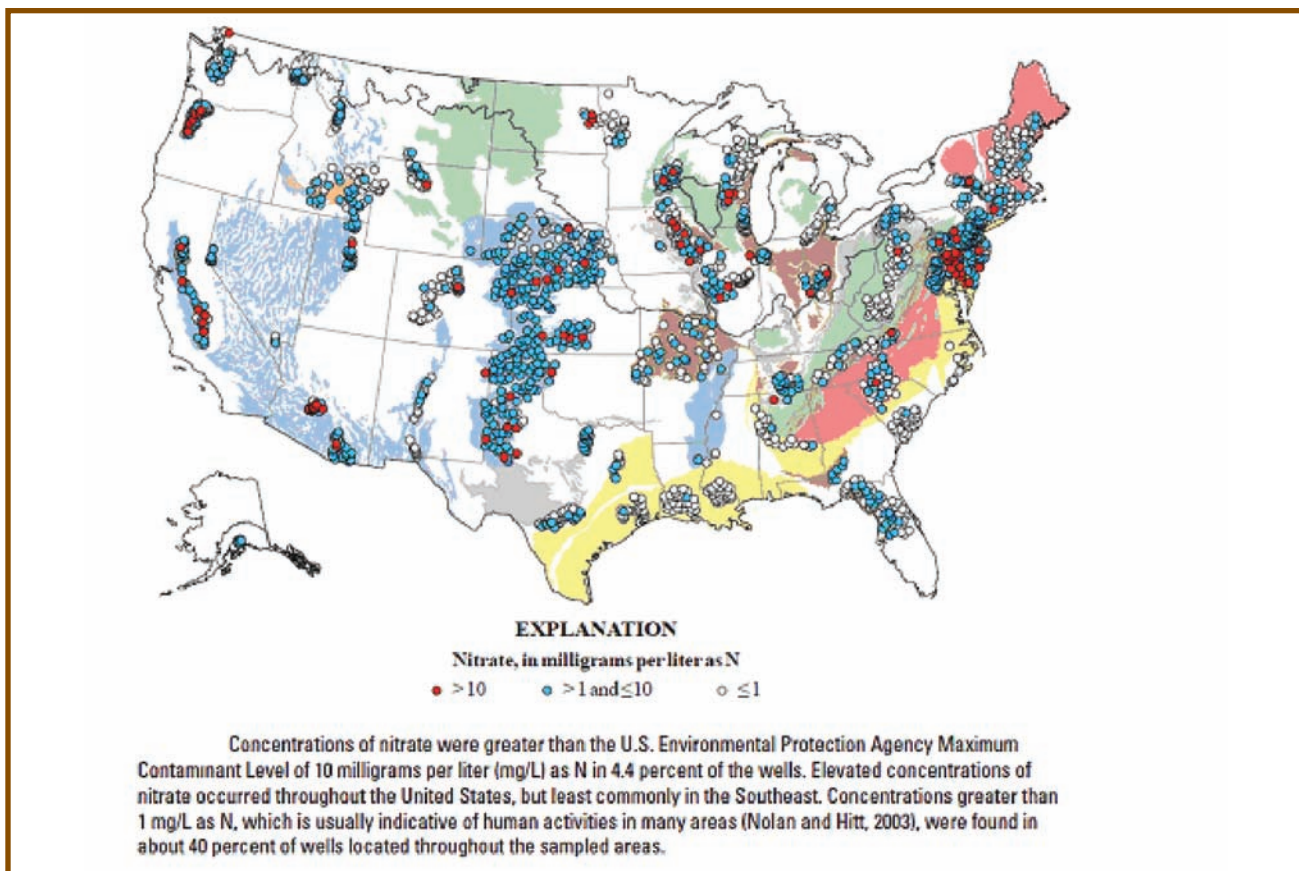 EXPLANATION
Nitrate, in milligrams per liter as N
>10 >1 and ≤10 ≤1
Concentrations of nitrate were greater than the U.S. Environmental Protection Agency Maximum
Contaminant Level of 10 milligrams per liter (mg/L) as N in 4.4 percent of the wells. Elevated concentrations of
nitrate occurred throughout the United States, but least commonly in the Southeast. Concentrations greater than
1 mg/L as N, which is usually indicative of human activities in many areas (Nolan and Hitt, 2003), were found in
about 40 percent of wells located throughout the sampled areas.